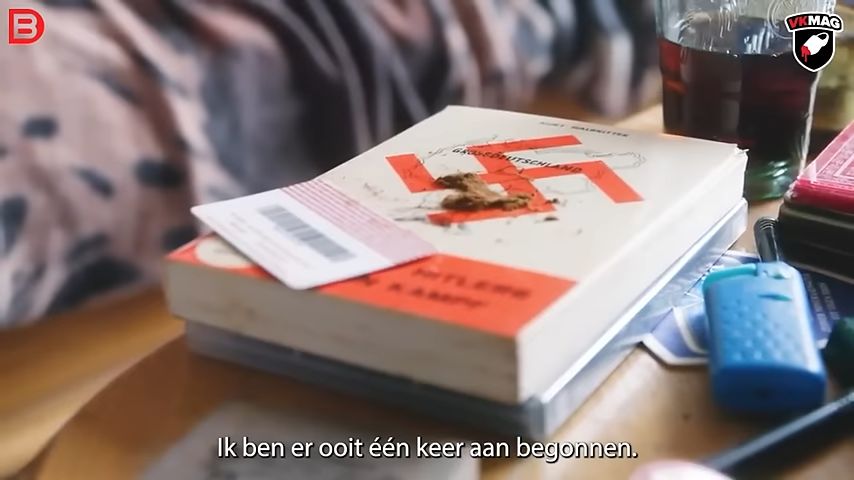 B
VKMAG
GROSSDEUTSCHLAND
HITLERS
KAMPF
Ik ben er ooit één keer aan begonnen.